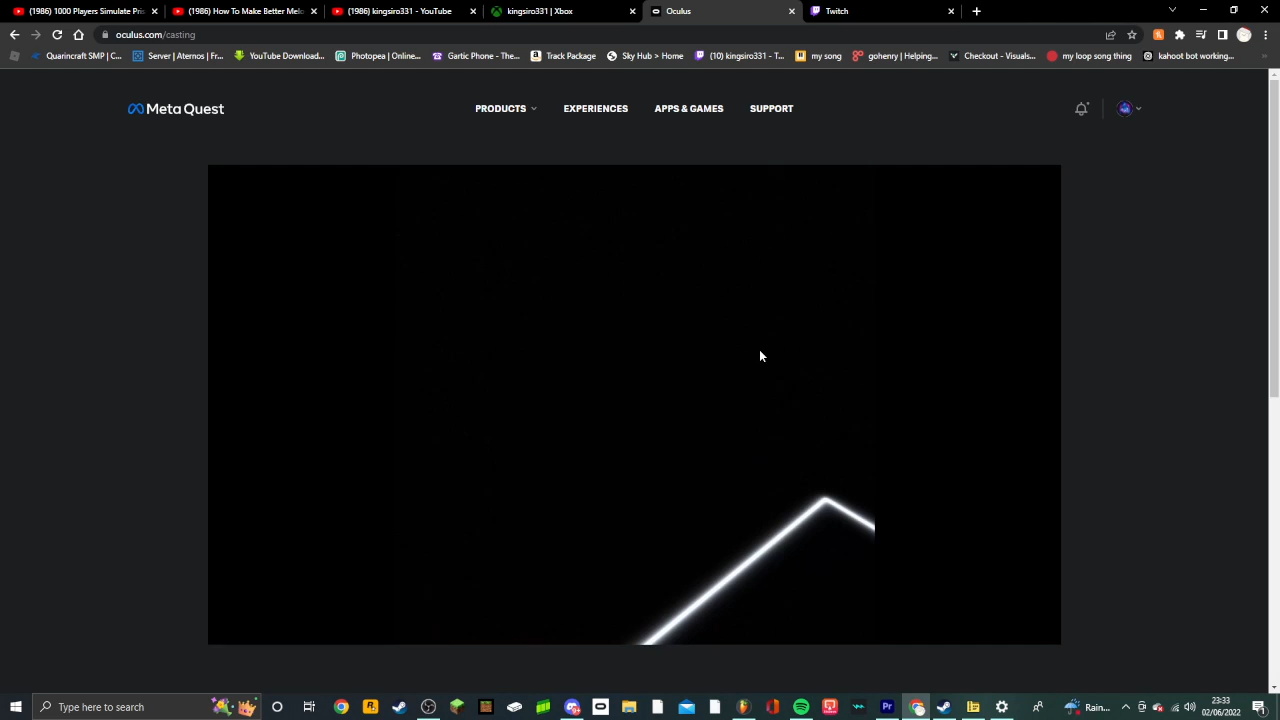 (1986) 1000 Players Simulate Pris
(1986) How To Make Better Melo
(1986) kingsiro331 - YouTube
kingsiro331 | Xbox
Oculus
Twitch
oculus.com/casting
Quarincraft SMP | C...
Server | Aternos | Fr...
YouTube Download...
Photopea | Online...
Gartic Phone - The...
Track Package
Sky Hub > Home
(10) kingsiro331 - T...
my song
gohenry | Helping...
Checkout - Visuals...
my loop song thing
kahoot bot working...
Meta Quest
PRODUCTS
EXPERIENCES
APPS & GAMES
SUPPORT
Type here to search
Rain...
23:33
02/06/2022